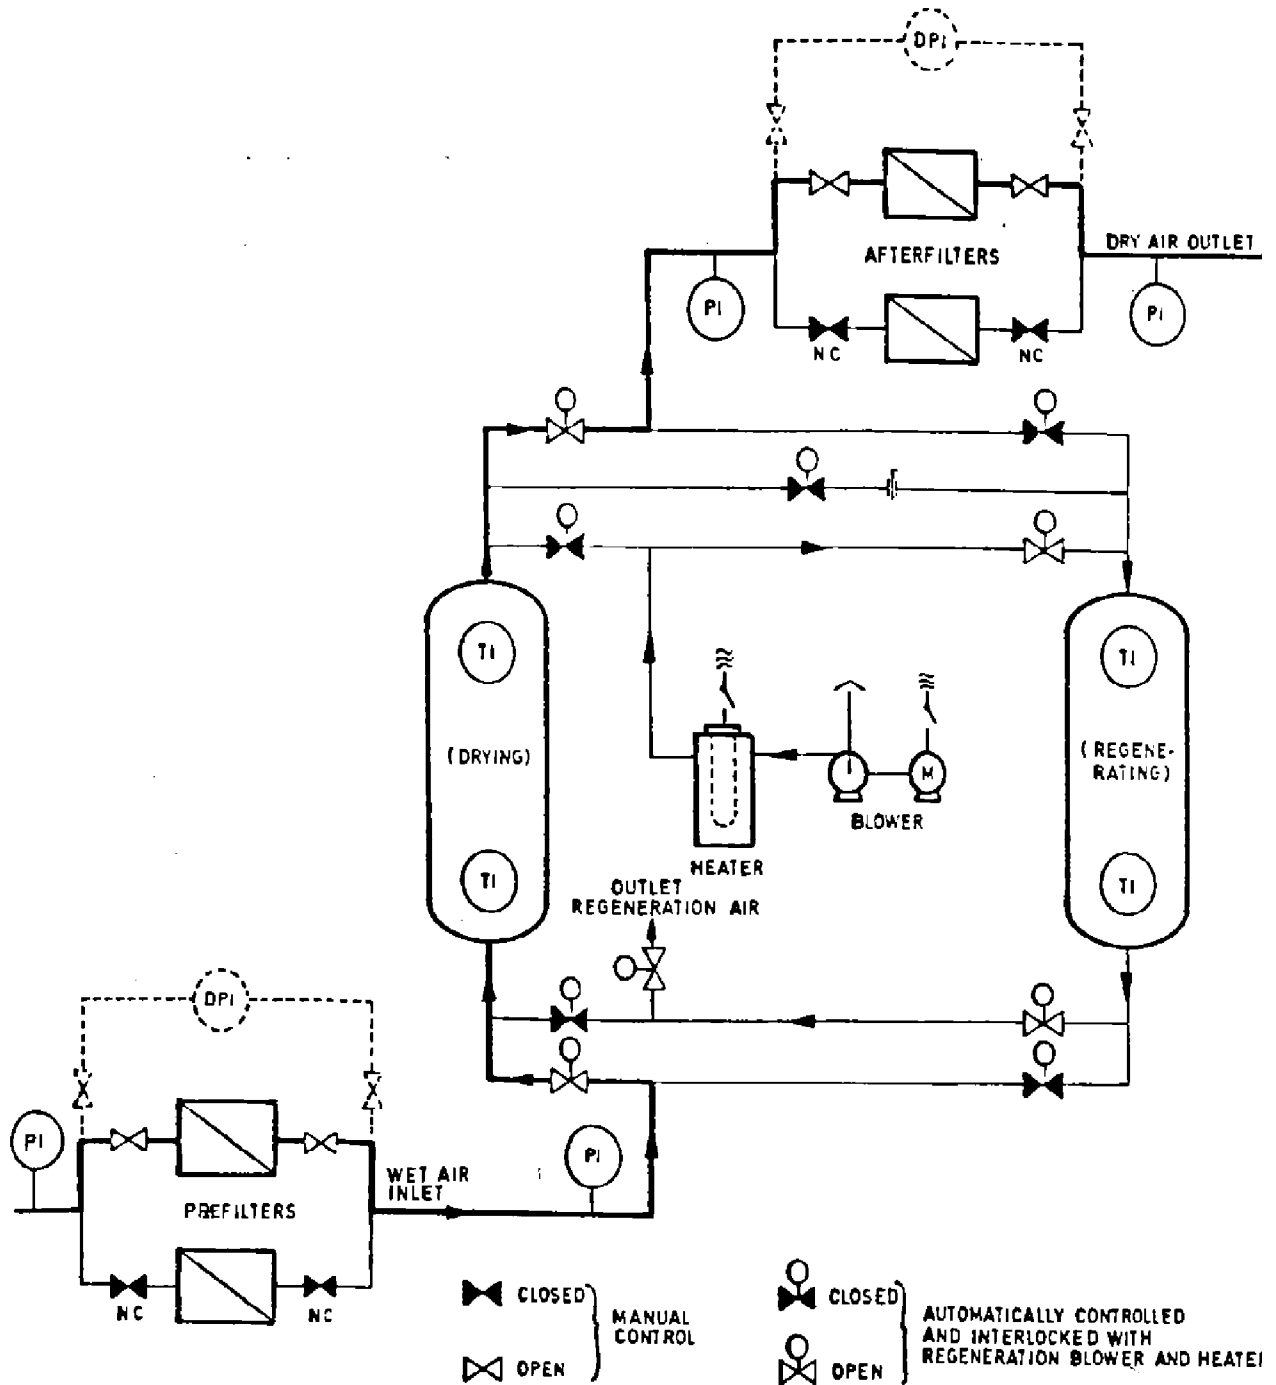 DPI
AFTERFILTERS
DRY AIR OUTLET
PI
PI
NC
NC
TI
TI
(DRYING)
(REGENE-
RATING)
M
BLOWER
HEATER
TI
TI
OUTLET
REGENERATION AIR
DPI
PI
PI
WET AIR
INLET
PREFILTERS
NC
NC
CLOSED
OPEN
MANUAL
CONTROL
CLOSED
OPEN
AUTOMATICALLY CONTROLLED
AND INTERLOCKED WITH
REGENERATION BLOWER AND HEATER